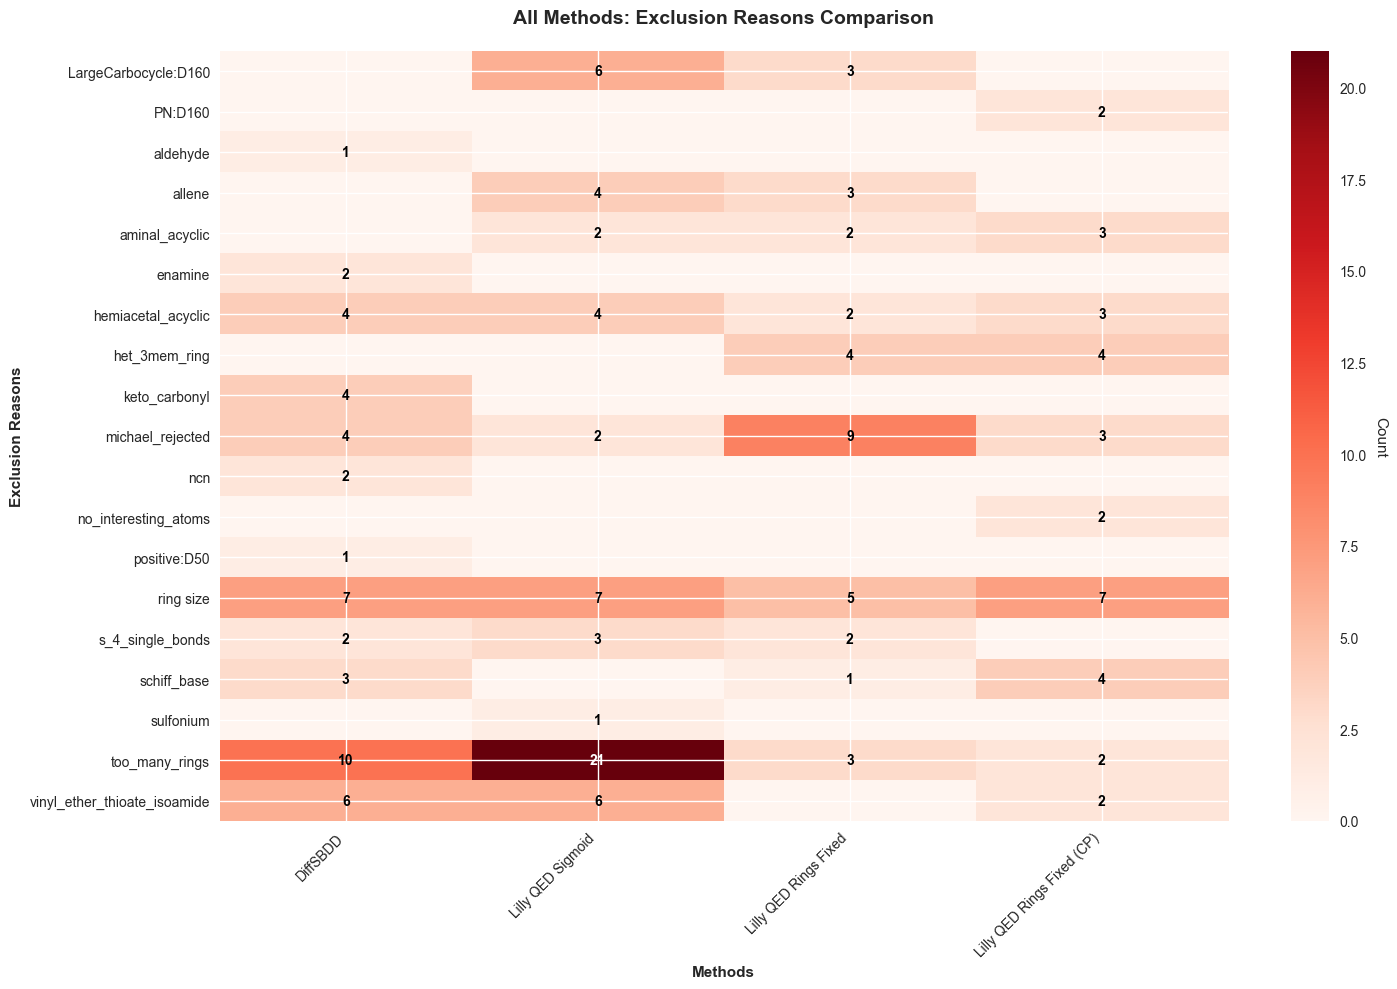 All Methods: Exclusion Reasons Comparison
LargeCarbocycle:D160 6 3
PN:D160 2
aldehyde 1
allene 4 3
aminal_acyclic 2 2 3
enamine 2
hemiacetal_acyclic 4 4 2 3
het_3mem_ring 4 4
keto_carbonyl 4
michael_rejected 4 2 9 3
ncn 2
no_interesting_atoms 2
positive:D50 1
ring size 7 7 5 7
s_4_single_bonds 2 3 2
schiff_base 3 1 4
sulfonium 1
too_many_rings 10 21 3 2
vinyl_ether_thioate_isoamide 6 6 2
Exclusion Reasons
DiffSBDD
Lilly QED Sigmoid
Lilly QED Rings Fixed
Lilly QED Rings Fixed (CP)
Methods
20.0
17.5
15.0
12.5
10.0
7.5
5.0
2.5
0.0
Count